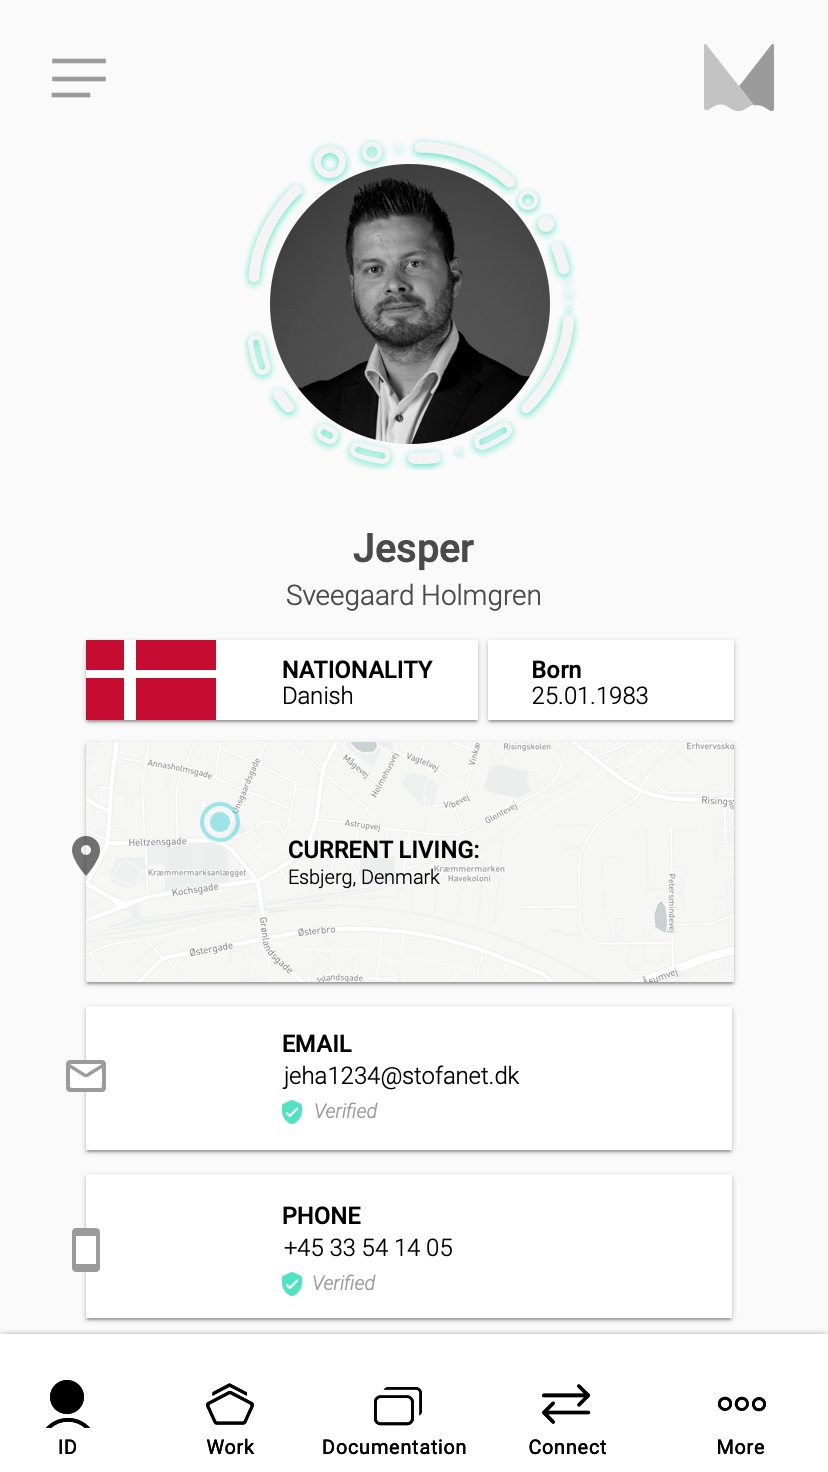 Jesper
Sveegaard Holmgren
NATIONALITY
Danish
Born
25.01.1983
Risingskolen
Erhvervssko
Annasholmsgade
Mågevej
Holmehusvej
Vagtelvej
Vinkæ
Vibevej
Glentevej
Risingsv
Astrupvej
Heltzensgade
CURRENT LIVING:
Esbjerg, Denmark
Kræmmermarksanlægget
Kræmmermarken
Havekoloni
Kochsgade
Petersmindevej
Grønlandsgade
Østerbro
Østergade
Åsumvej
EMAIL
jeha1234@stofanet.dk
Verified
PHONE
+45 33 54 14 05
Verified
ID
Work
Documentation
Connect
More